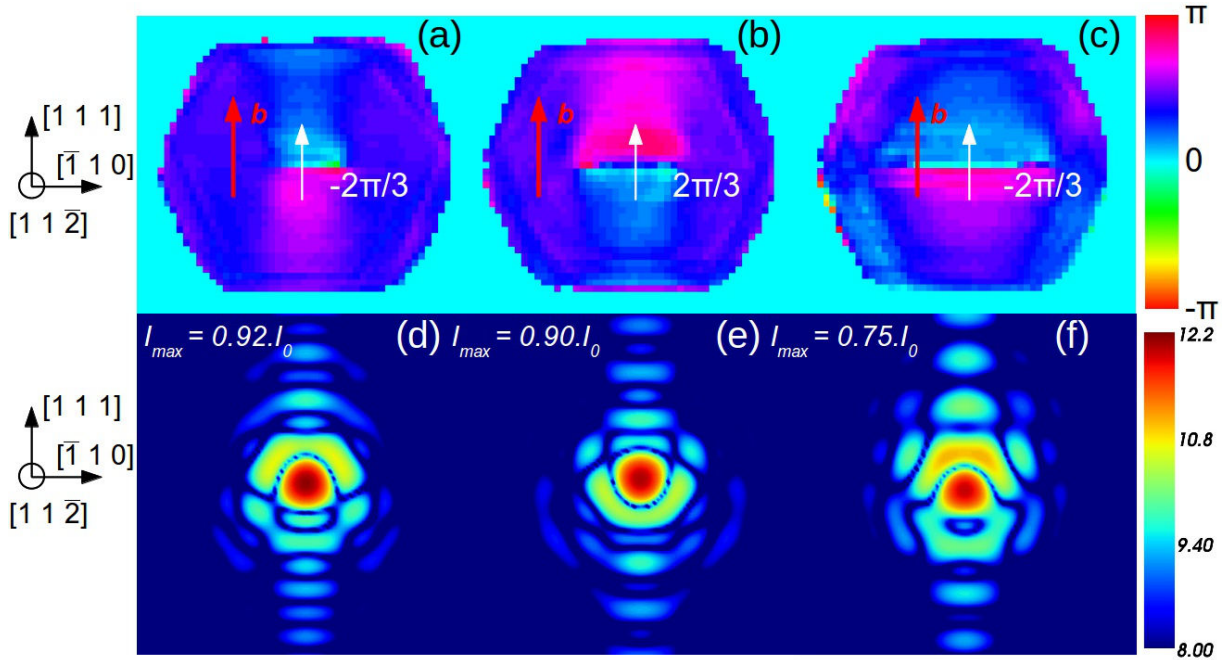 (a)
(b)
(c)
π
0
-π
[1 1 1]
[1̅ 1 0]
[1 1 2̅]
b
-2π/3
b
2π/3
b
-2π/3
I_max = 0.92.I_0
(d)
I_max = 0.90.I_0
(e)
I_max = 0.75.I_0
(f)
12.2
10.8
9.40
8.00
[1 1 1]
[1̅ 1 0]
[1 1 2̅]